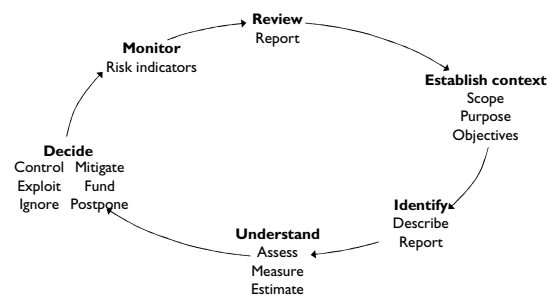 Review
Report
Establish context
Scope
Purpose
Objectives
Identify
Describe
Report
Understand
Assess
Measure
Estimate
Decide
Control Mitigate
Exploit Fund
Ignore Postpone
Monitor
Risk indicators